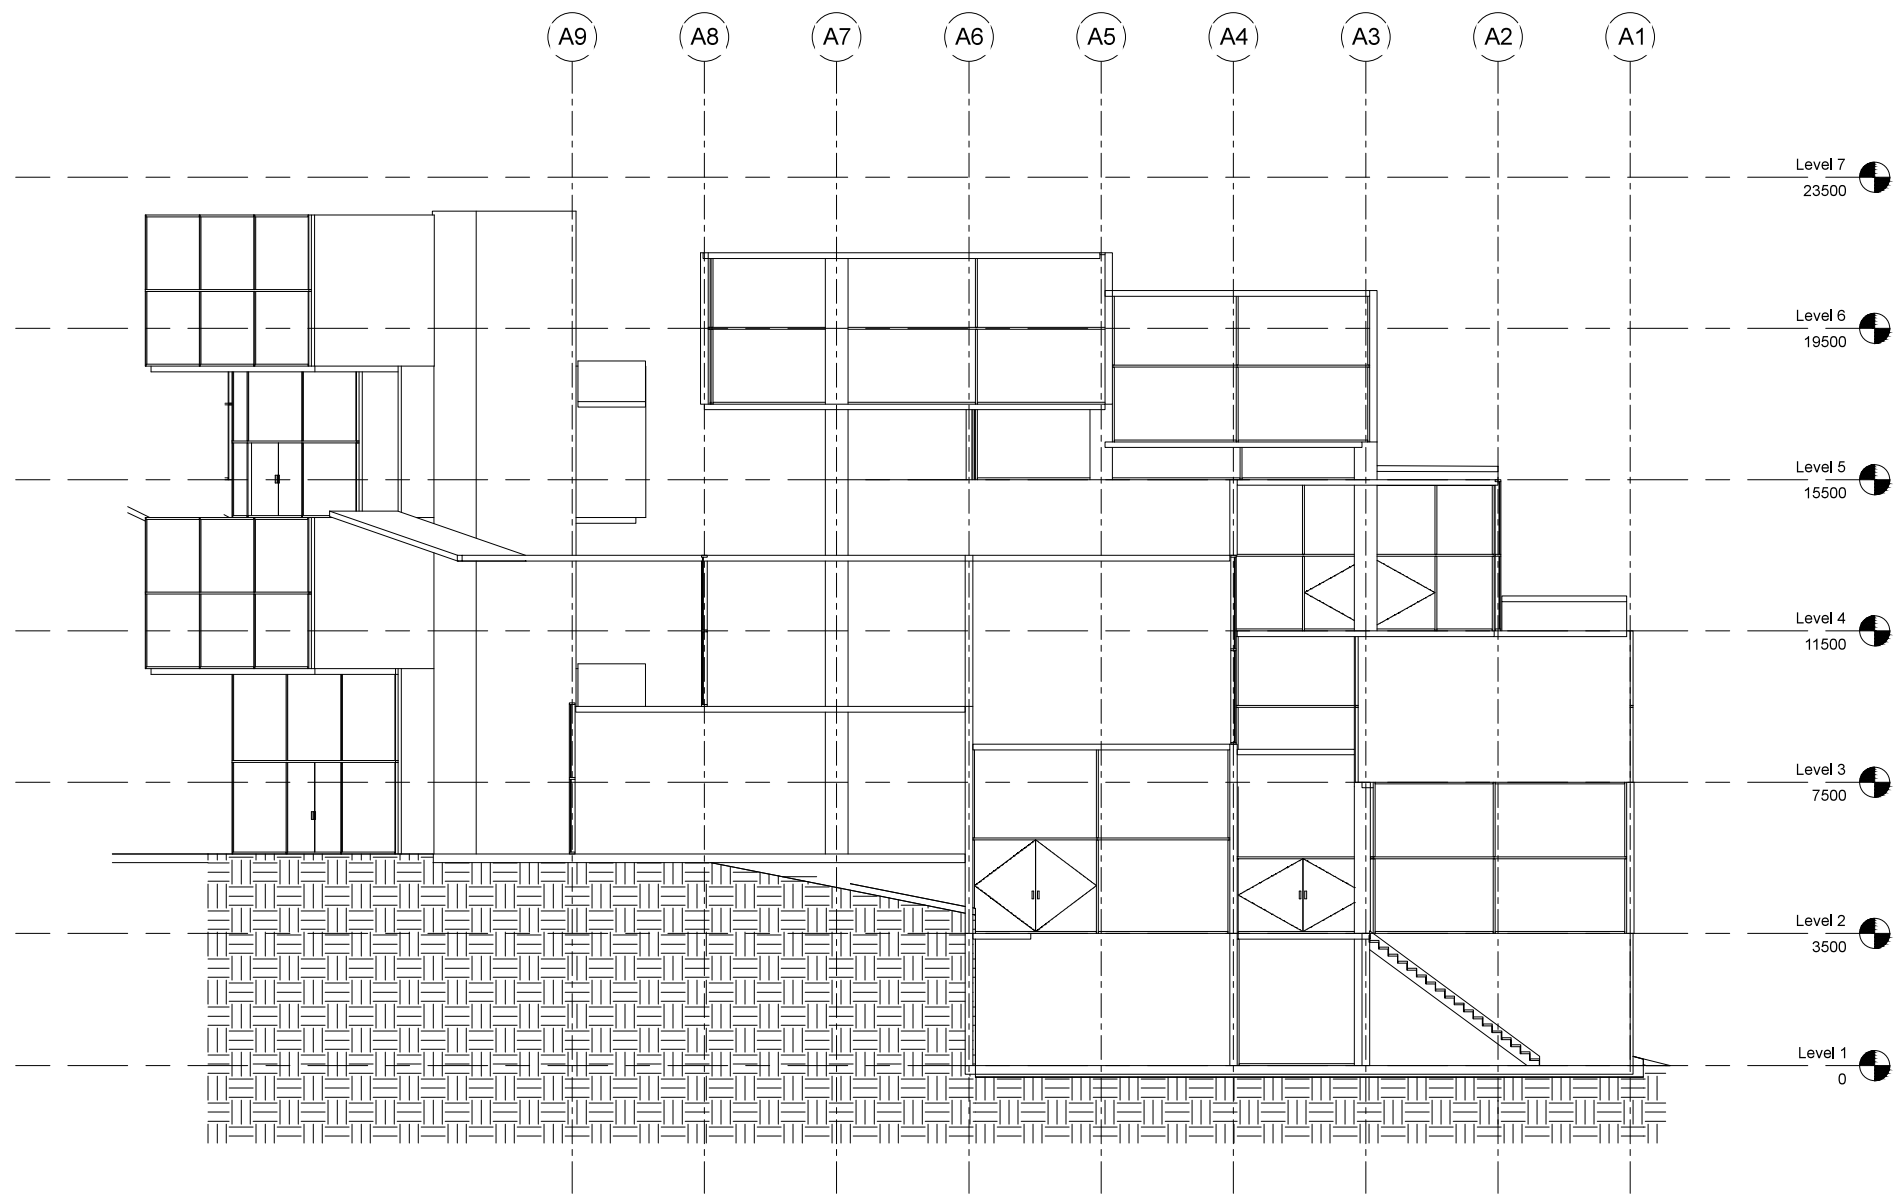 A9 A8 A7 A6 A5 A4 A3 A2 A1
Level 7
23500
Level 6
19500
Level 5
15500
Level 4
11500
Level 3
7500
Level 2
3500
Level 1
0